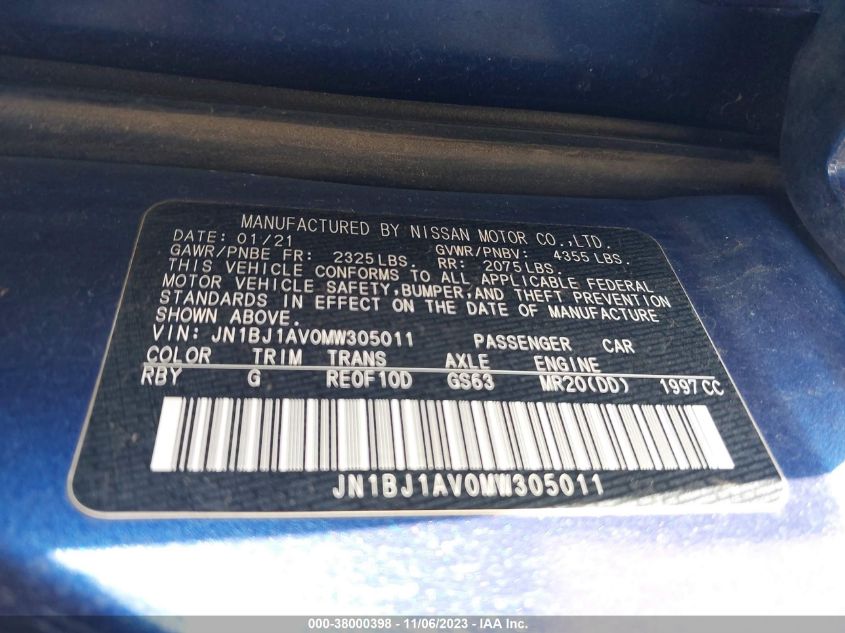 MANUFACTURED BY NISSAN MOTOR CO.,LTD.
DATE: 01/21 GVWR/PNBV: 4355 LBS.
GAWR/PNBE FR: 2325 LBS. RR: 2075 LBS.
THIS VEHICLE CONFORMS TO ALL APPLICABLE FEDERAL
MOTOR VEHICLE SAFETY,BUMPER,AND THEFT PREVENTION
STANDARDS IN EFFECT ON THE DATE OF MANUFACTURE
SHOWN ABOVE.
VIN: JN1BJ1AV0MW305011 PASSENGER CAR
COLOR TRIM TRANS AXLE ENGINE
RBY G RE0F10D GS63 MR20(DD) 1997CC
JN1BJ1AV0MW305011
000-38000398 - 11/06/2023 - IAA Inc.